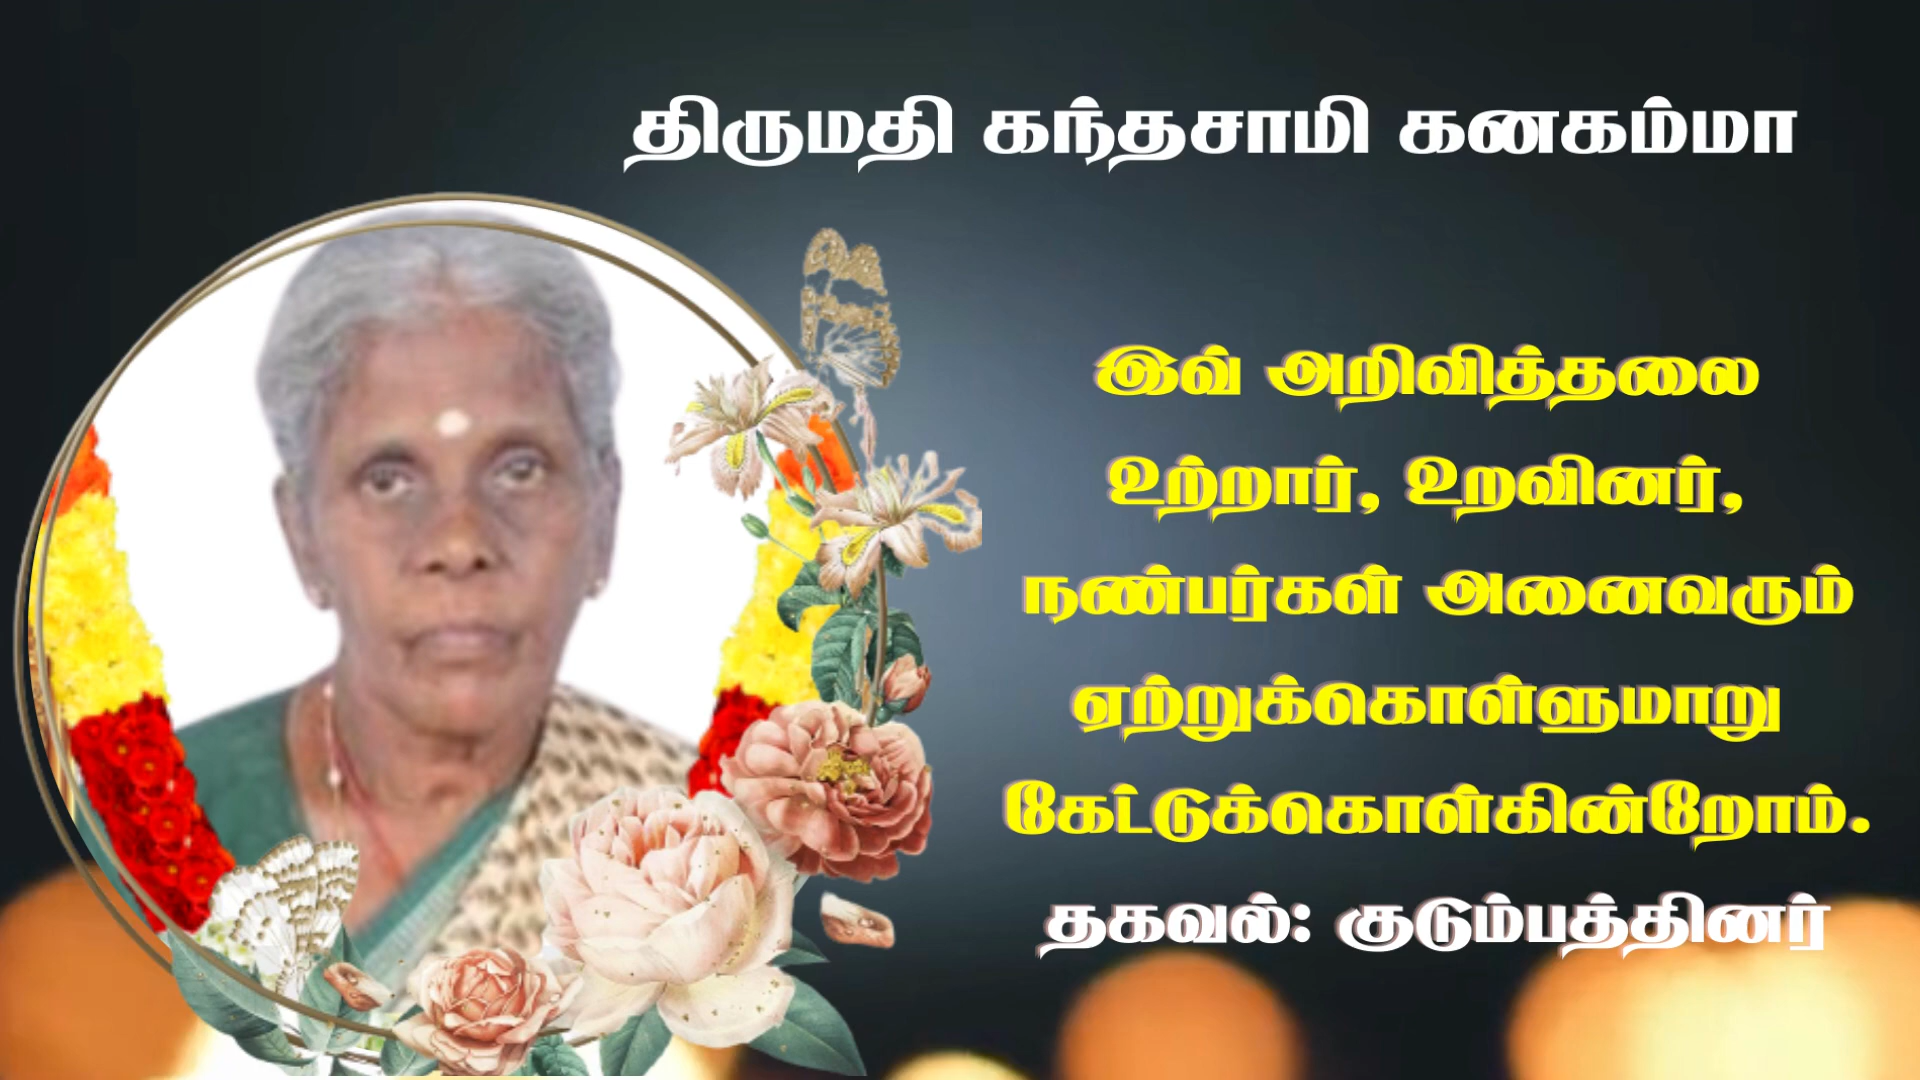 திருமதி கந்தசாமி கனகம்மா
இவ் அறிவித்தலை
உற்றார், உறவினர்,
நண்பர்கள் அனைவரும்
ஏற்றுக்கொள்ளுமாறு
கேட்டுக்கொள்கின்றோம்.
தகவல்: குடும்பத்தினர்